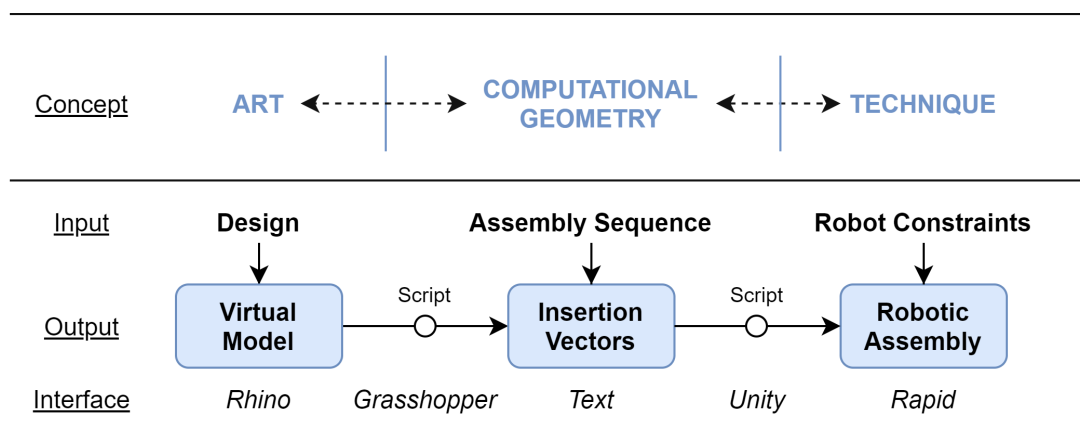 Concept
ART
COMPUTATIONAL
GEOMETRY
TECHNIQUE
Input
Design
Assembly Sequence
Robot Constraints
Output
Virtual
Model
Script
Insertion
Vectors
Script
Robotic
Assembly
Interface
Rhino
Grasshopper
Text
Unity
Rapid